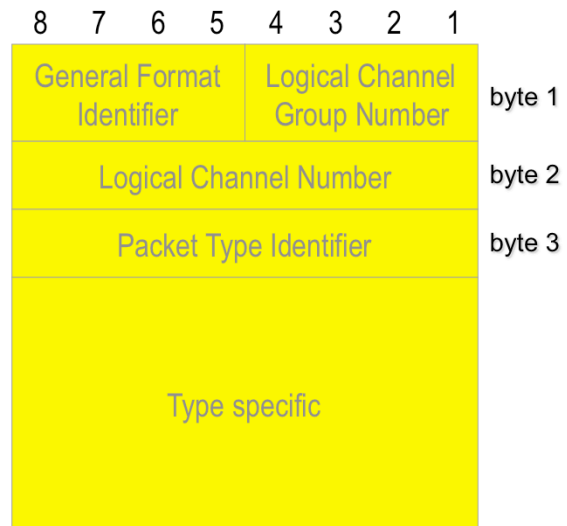 8 7 6 5 4 3 2 1
General Format
Identifier
Logical Channel
Group Number
byte 1
Logical Channel Number
byte 2
Packet Type Identifier
byte 3
Type specific